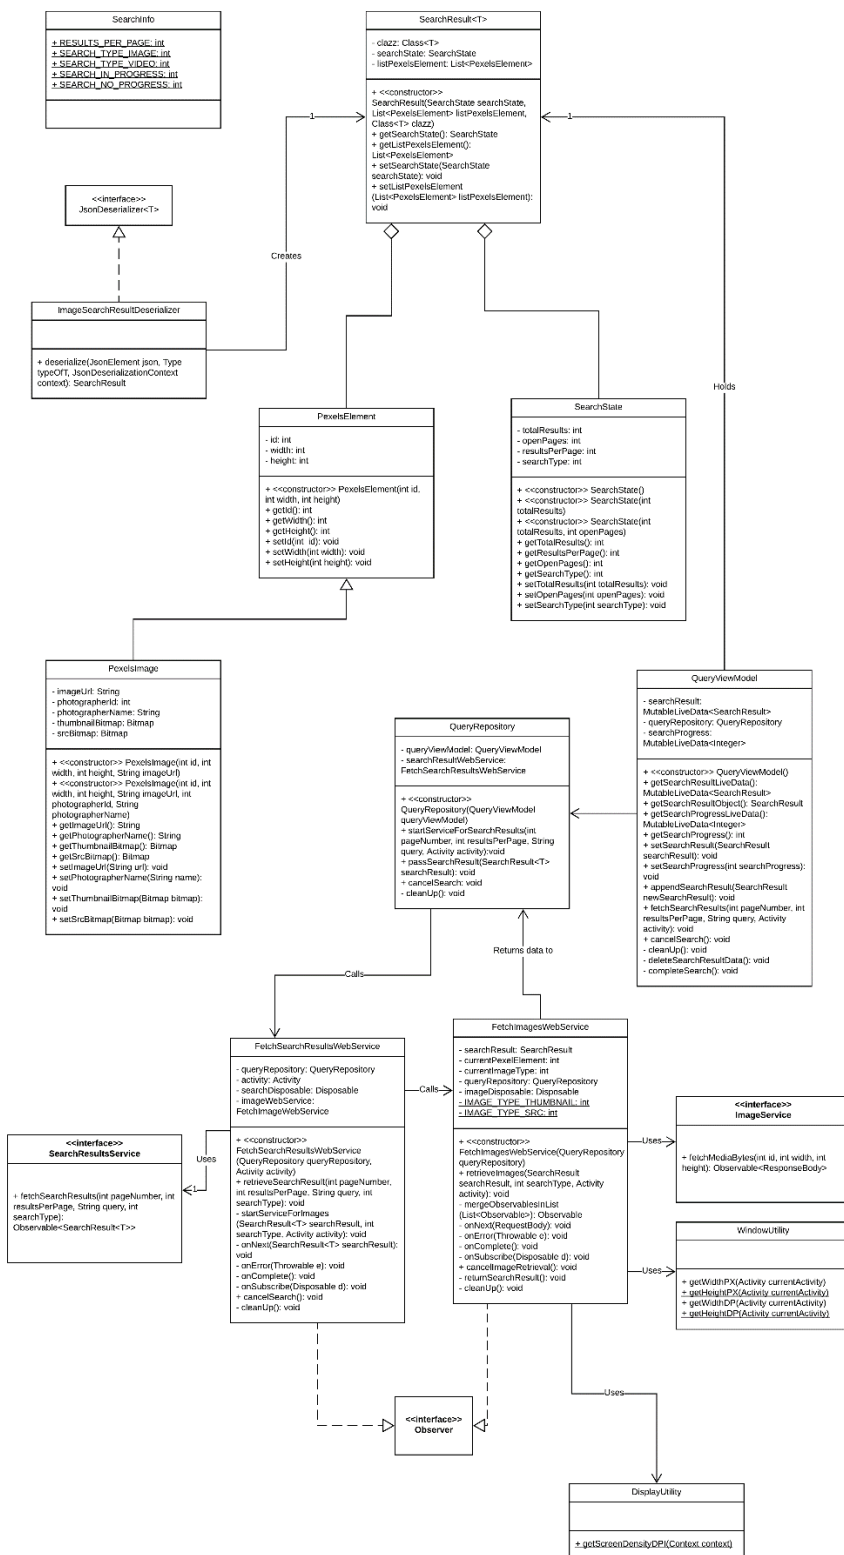 SearchInfo
+ RESULTS_PER_PAGE: int
+ SEARCH_TYPE_IMAGE: int
+ SEARCH_TYPE_VIDEO: int
+ SEARCH_IN_PROGRESS: int
+ SEARCH_NO_PROGRESS: int
SearchResult<T>
- clazz: Class<T>
- searchState: SearchState
- listPexelsElement: List<PexelsElement>
+ <<constructor>>
SearchResult(SearchState searchState,
List<PexelsElement> listPexelsElement,
Class<T> clazz)
+ getSearchState(): SearchState
+ getListPexelsElement():
List<PexelsElement>
+ setSearchState(SearchState
searchState): void
+ setListPexelsElement
(List<PexelsElement> listPexelsElement):
void
1
1
<<interface>>
JsonDeserializer<T>
Creates
ImageSearchResultDeserializer
+ deserialize(JsonElement json, Type
typeOfT, JsonDeserializationContext
context): SearchResult
Holds
PexelsElement
- id: int
- width: int
- height: int
+ <<constructor>> PexelsElement(int id,
int width, int height)
+ getId(): int
+ getWidth(): int
+ getHeight(): int
+ setId(int id): void
+ setWidth(int width): void
+ setHeight(int height): void
SearchState
- totalResults: int
- openPages: int
- resultsPerPage: int
- searchType: int
+ <<constructor>> SearchState()
+ <<constructor>> SearchState(int
totalResults)
+ <<constructor>> SearchState(int
totalResults, int openPages)
+ getTotalResults(): int
+ getResultsPerPage(): int
+ getOpenPages(): int
+ getSearchType(): int
+ setTotalResults(int totalResults): void
+ setOpenPages(int openPages): void
+ setSearchType(int searchType): void
PexelsImage
- imageUrl: String
- photographerId: int
- photographerName: String
- thumbnailBitmap: Bitmap
- srcBitmap: Bitmap
+ <<constructor>> PexelsImage(int id, int
width, int height, String imageUrl)
+ <<constructor>> PexelsImage(int id, int
width, int height, String imageUrl, int
photographerId, String
photographerName)
+ getImageUrl(): String
+ getPhotographerName(): String
+ getThumbnailBitmap(): Bitmap
+ getSrcBitmap(): Bitmap
+ setImageUrl(String url): void
+ setPhotographerName(String name):
void
+ setThumbnailBitmap(Bitmap bitmap):
void
+ setSrcBitmap(Bitmap bitmap): void
QueryRepository
- queryViewModel: QueryViewModel
- searchResultWebService:
FetchSearchResultsWebService
+ <<constructor>>
QueryRepository(QueryViewModel
queryViewModel)
+ startServiceForSearchResults(int
pageNumber, int resultsPerPage, String
query, Activity activity):void
+ passSearchResult(SearchResult<T>
searchResult): void
+ cancelSearch: void
- cleanUp(): void
QueryViewModel
- searchResult:
MutableLiveData<SearchResult>
- queryRepository: QueryRepository
- searchProgress:
MutableLiveData<Integer>
+ <<constructor>> QueryViewModel()
+ getSearchResultLiveData():
MutableLiveData<SearchResult>
+ getSearchResultObject(): SearchResult
+ getSearchProgressLiveData():
MutableLiveData<Integer>
+ getSearchProgress(): int
+ setSearchResult(SearchResult
searchResult): void
+ setSearchProgress(int searchProgress):
void
+ appendSearchResult(SearchResult
newSearchResult): void
+ fetchSearchResults(int pageNumber, int
resultsPerPage, String query, Activity
activity): void
+ cancelSearch(): void
- cleanUp(): void
- deleteSearchResultData(): void
- completeSearch(): void
Returns data to
Calls
FetchSearchResultsWebService
- queryRepository: QueryRepository
- activity: Activity
- searchDisposable: Disposable
- imageWebService:
FetchImageWebService
+ <<constructor>>
FetchSearchResultsWebService
(QueryRepository queryRepository,
Activity activity)
+ retrieveSearchResult(int pageNumber,
int resultsPerPage, String query, int
searchType): void
- startServiceForImages
(SearchResult<T> searchResult, int
searchType, Activity activity): void
- onNext(SearchResult<T> searchResult):
void
- onError(Throwable e): void
- onComplete(): void
- onSubscribe(Disposable d): void
+ cancelSearch(): void
- cleanUp(): void
Calls
FetchImagesWebService
- searchResult: SearchResult
- currentPexelElement: int
- currentImageType: int
- queryRepository: QueryRepository
- imageDisposable: Disposable
- IMAGE_TYPE_THUMBNAIL: int
- IMAGE_TYPE_SRC: int
+ <<constructor>>
FetchImagesWebService(QueryRepository
queryRepository)
+ retrieveImages(SearchResult
searchResult, int searchType, Activity
activity): void
- mergeObservablesInList
(List<Observable>): Observable
- onNext(RequestBody): void
- onError(Throwable e): void
- onComplete(): void
- onSubscribe(Disposable d): void
+ cancelImageRetrieval(): void
- returnSearchResult(): void
- cleanUp(): void
<<interface>>
SearchResultsService
+ fetchSearchResults(int pageNumber, int
resultsPerPage, String query, int
searchType):
Observable<SearchResult<T>>
Uses
1
Uses
<<interface>>
ImageService
+ fetchMediaBytes(int id, int width, int
height): Observable<ResponseBody>
Uses
WindowUtility
+ getWidthPX(Activity currentActivity)
+ getHeightPX(Activity currentActivity)
+ getWidthDP(Activity currentActivity)
+ getHeightDP(Activity currentActivity)
Uses
<<interface>>
Observer
DisplayUtility
+ getScreenDensityDPI(Context context)